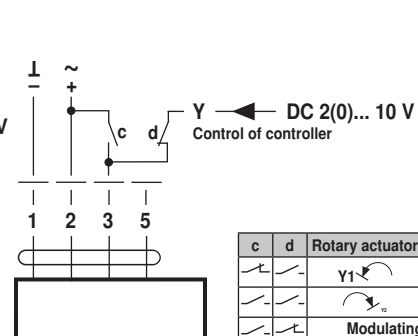 ⊥ ~
– +
V
c d
Y DC 2(0)... 10 V
Control of controller
1 2 3 5
c d Rotary actuator
Y1
Y2
Modulating